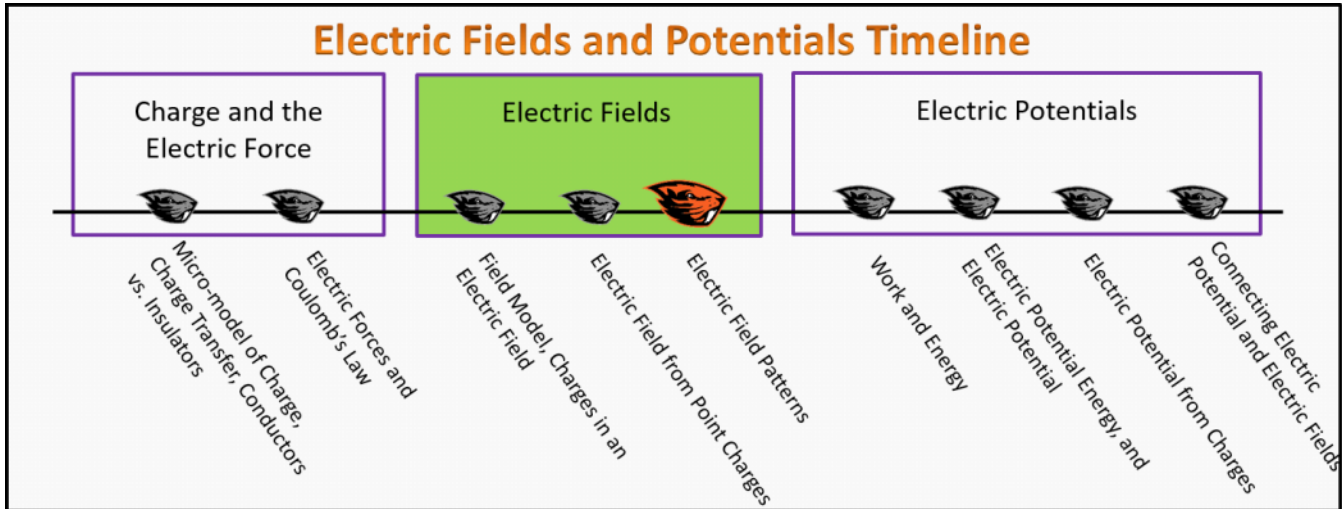 Electric Fields and Potentials Timeline
Charge and the
Electric Force
Electric Fields
Electric Potentials
Micro-model of Charge,
Charge Transfer, Conductors
vs. Insulators
Electric Forces and
Coulomb's Law
Field Model, Charges in an
Electric Field
Electric Field from Point Charges
Electric Field Patterns
Work and Energy
Electric Potential Energy, and
Electric Potential
Electric Potential from Charges
Connecting Electric
Potential and Electric Fields